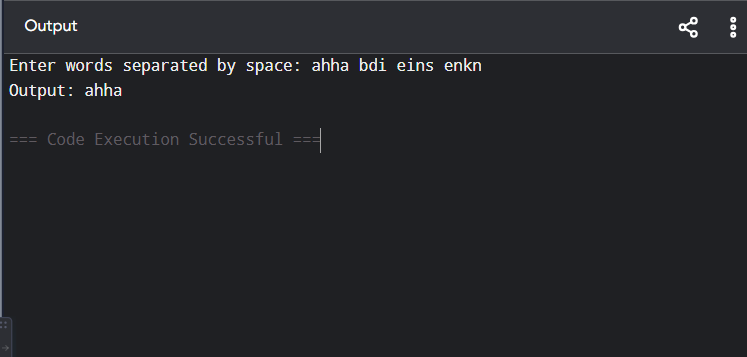 Output
Enter words separated by space: ahha bdi eins enkn
Output: ahha
=== Code Execution Successful ===